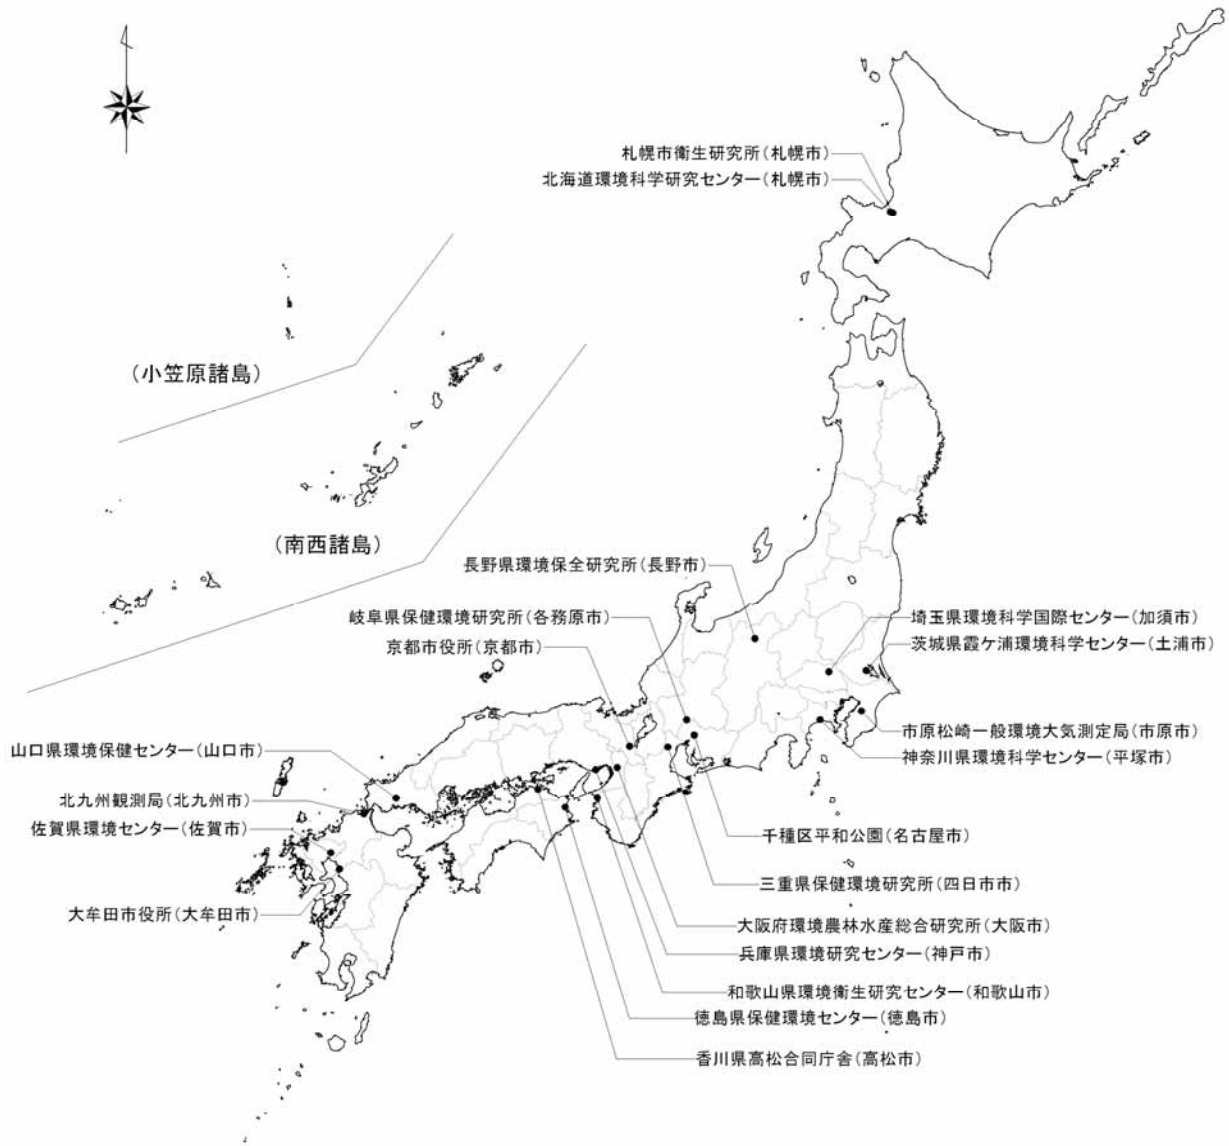 札幌市衛生研究所(札幌市)
北海道環境科学研究センター(札幌市)
(小笠原諸島)
(南西諸島)
長野県環境保全研究所(長野市)
岐阜県保健環境研究所(各務原市)
京都市役所(京都市)
埼玉県環境科学国際センター(加須市)
茨城県霞ケ浦環境科学センター(土浦市)
市原松崎一般環境大気測定局(市原市)
神奈川県環境科学センター(平塚市)
山口県環境保健センター(山口市)
北九州観測局(北九州市)
佐賀県環境センター(佐賀市)
大牟田市役所(大牟田市)
千種区平和公園(名古屋市)
三重県保健環境研究所(四日市市)
大阪府環境農林水産総合研究所(大阪市)
兵庫県環境研究センター(神戸市)
和歌山県環境衛生研究センター(和歌山市)
徳島県保健環境センター(徳島市)
香川県高松合同庁舎(高松市)